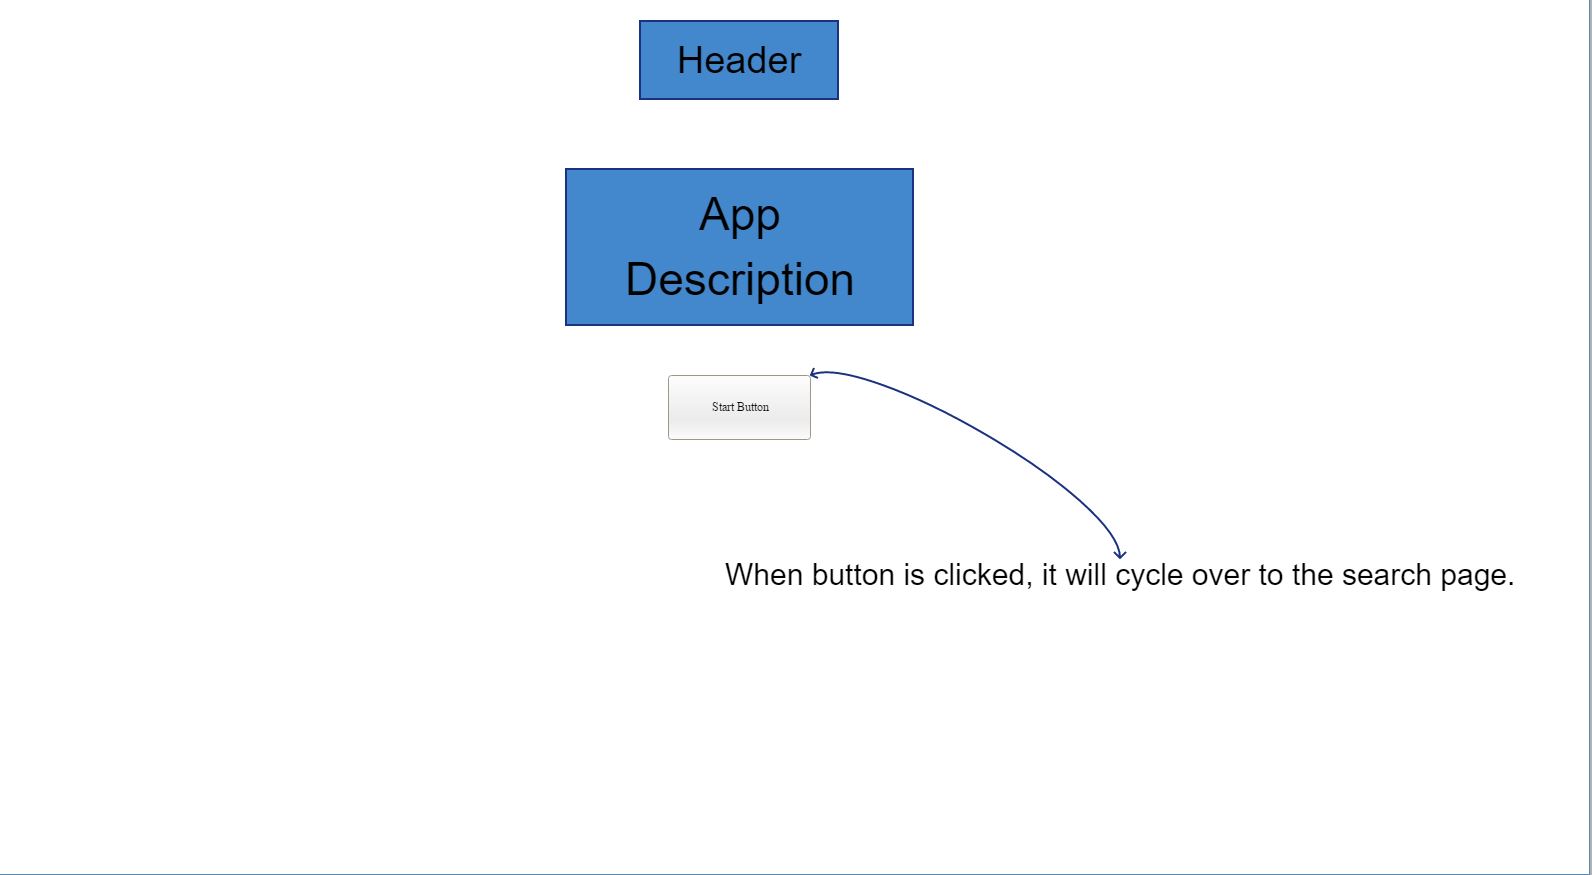 Header
App
Description
Start Button
When button is clicked, it will cycle over to the search page.